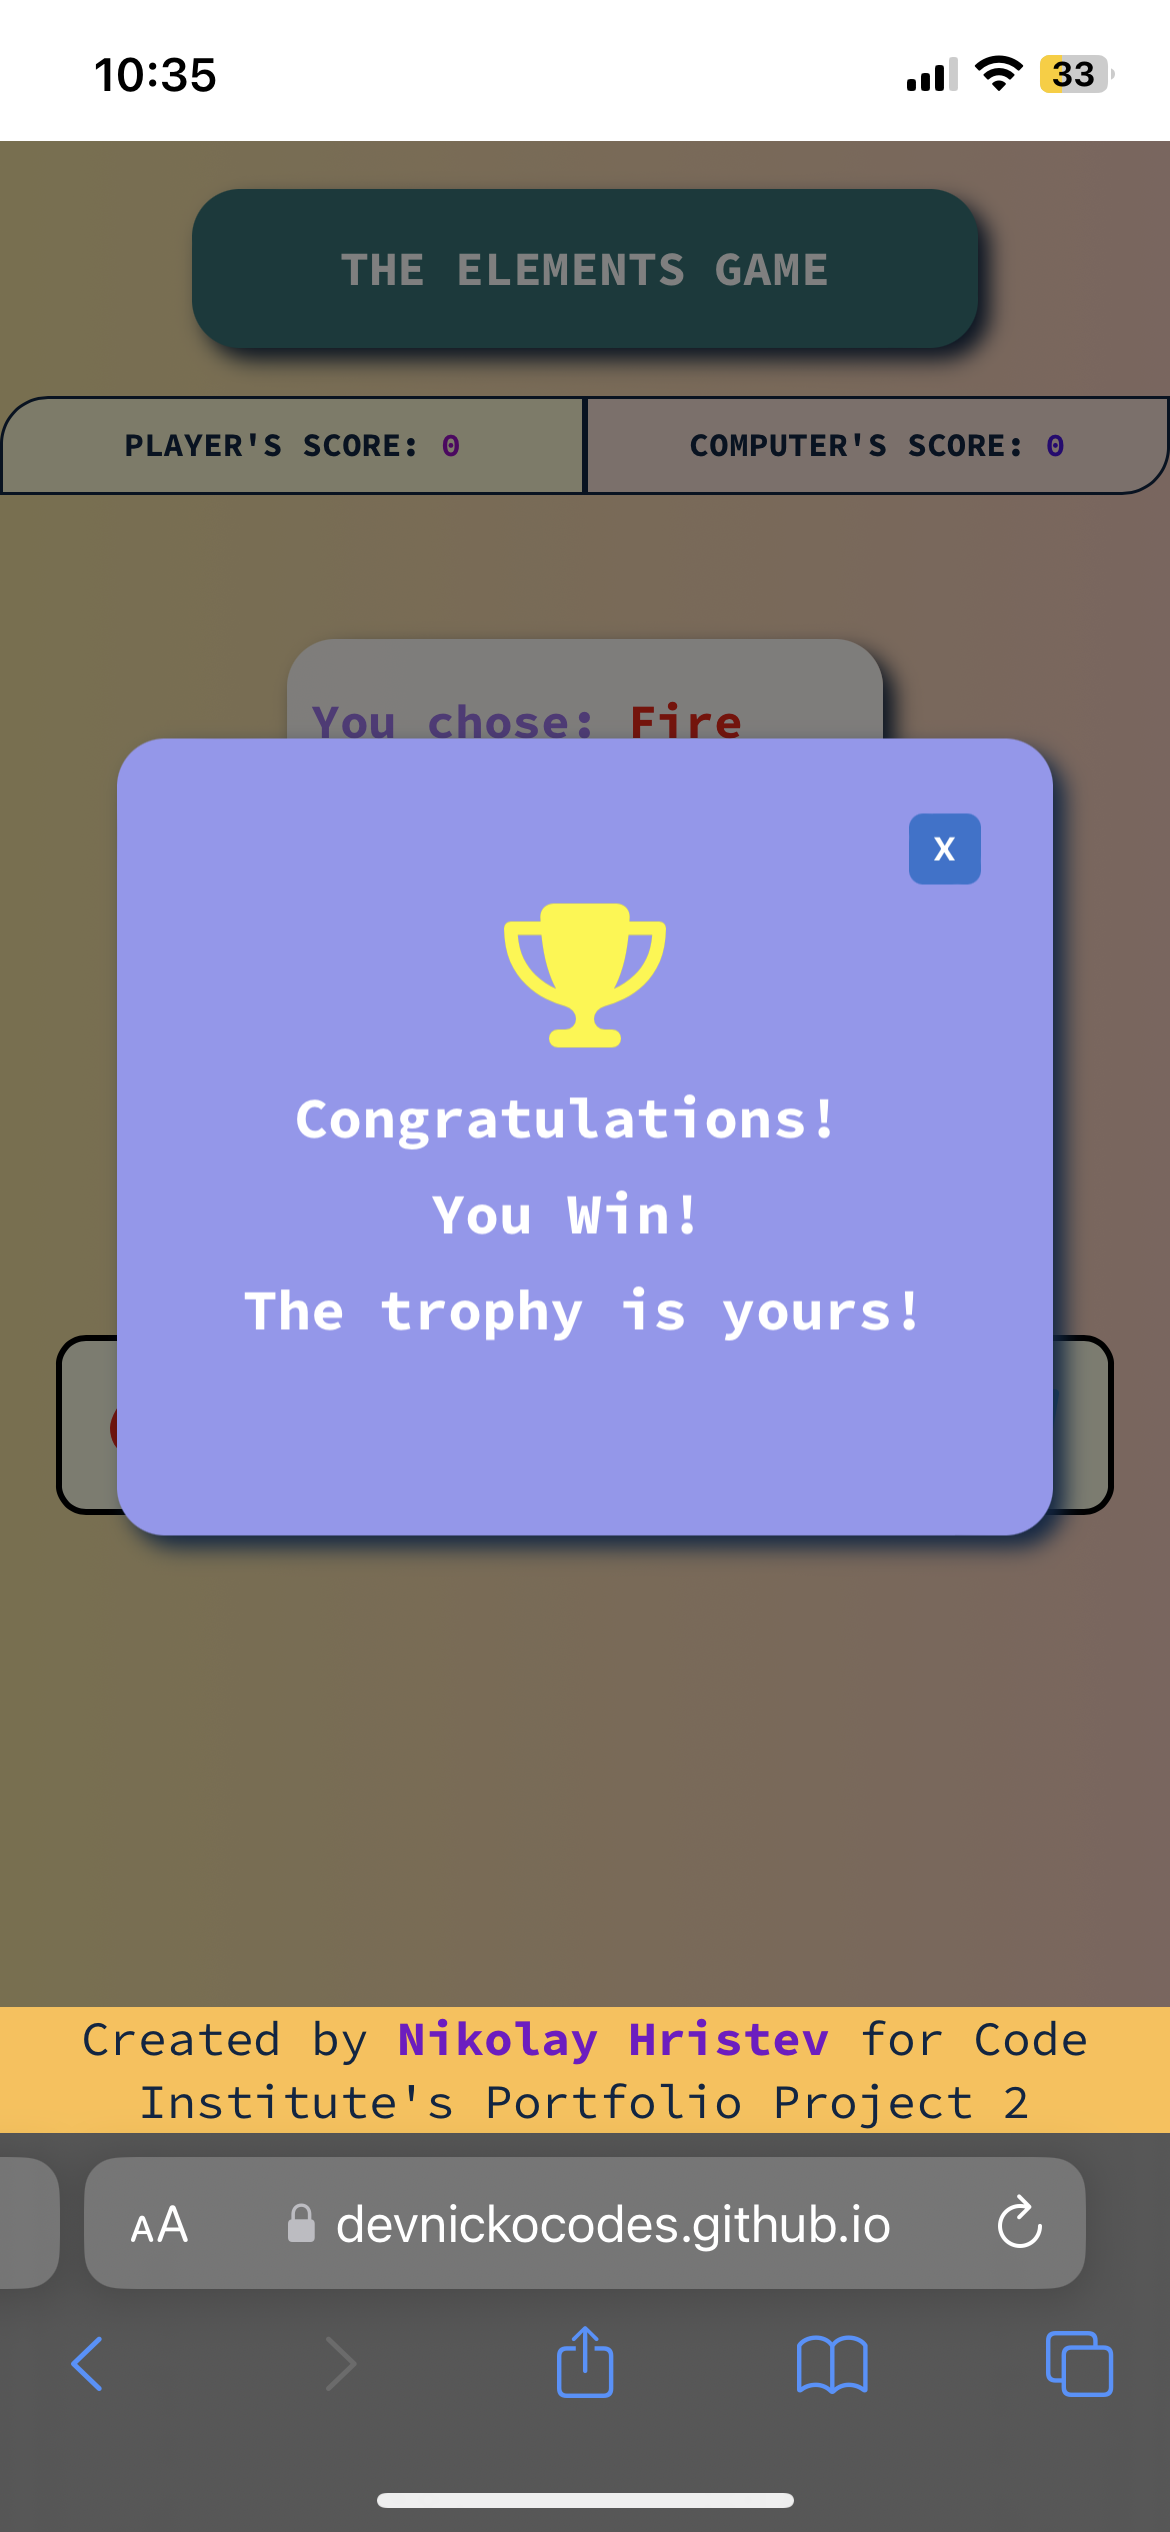 10:35
33
THE ELEMENTS GAME
PLAYER'S SCORE: 0
COMPUTER'S SCORE: 0
You chose: Fire
X
Congratulations!
You Win!
The trophy is yours!
Created by Nikolay Hristev for Code
Institute's Portfolio Project 2
AA
devnickocodes.github.io